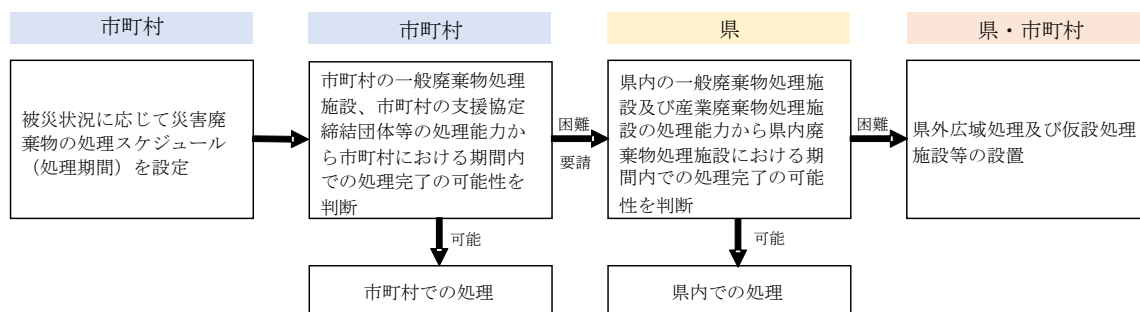 市町村
被災状況に応じて災害廃
棄物の処理スケジュール
（処理期間）を設定
市町村
市町村の一般廃棄物処理
施設、市町村の支援協定
締結団体等の処理能力か
ら市町村における期間内
での処理完了の可能性を
判断
困難
要請
可能
市町村での処理
県
県内の一般廃棄物処理施
設及び産業廃棄物処理施
設の処理能力から県内廃
棄物処理施設における期
間内での処理完了の可能
性を判断
困難
可能
県内での処理
県・市町村
県外広域処理及び仮設処理
施設等の設置